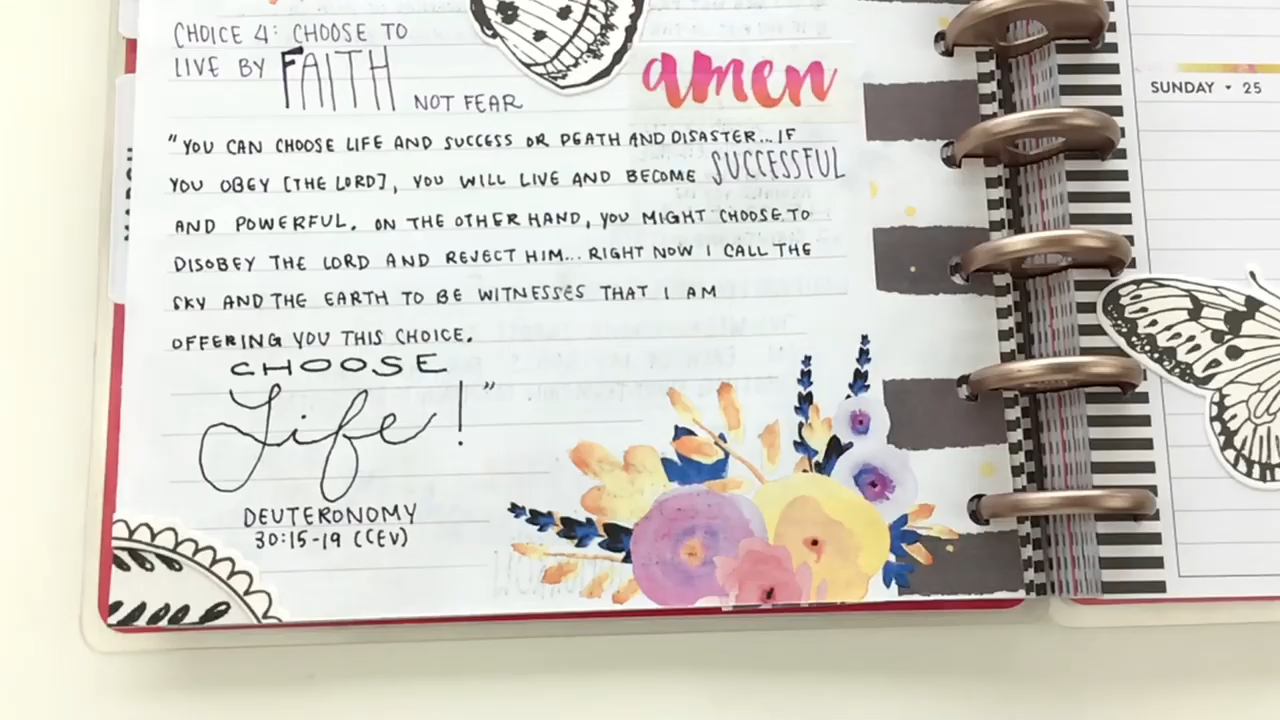 CHOICE 4: CHOOSE TO
LIVE BY FAITH NOT FEAR
amen
"YOU CAN CHOOSE LIFE AND SUCCESS OR DEATH AND DISASTER... IF
YOU OBEY [THE LORD], YOU WILL LIVE AND BECOME SUCCESSFUL
AND POWERFUL. ON THE OTHER HAND, YOU MIGHT CHOOSE TO
DISOBEY THE LORD AND REJECT HIM... RIGHT NOW I CALL THE
SKY AND THE EARTH TO BE WITNESSES THAT I AM
OFFERING YOU THIS CHOICE.
CHOOSE
Life!"
DEUTERONOMY
30:15-19 (CEV)
SUNDAY • 25